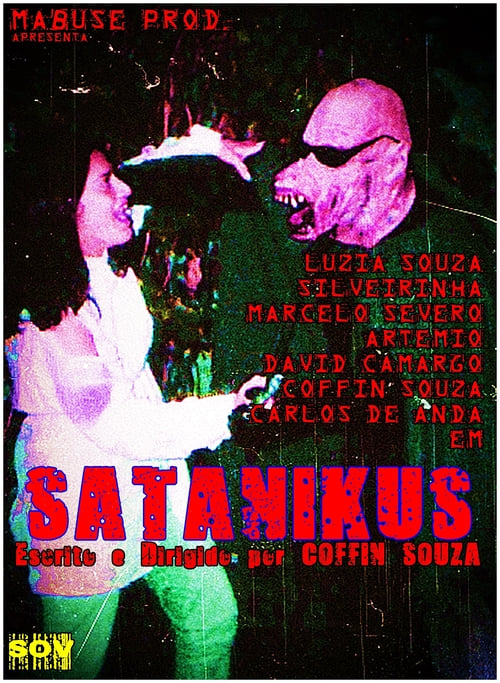 MABUSE PROD.
APRESENTA
LUZIA SOUZA
SILVEIRINHA
MARCELO SEVERO
ARTEMIO
DAVID CAMARGO
COFFIN SOUZA
CARLOS DE ANDA
EM
SATANIKUS
Escrito e Dirigido por COFFIN SOUZA
SOV